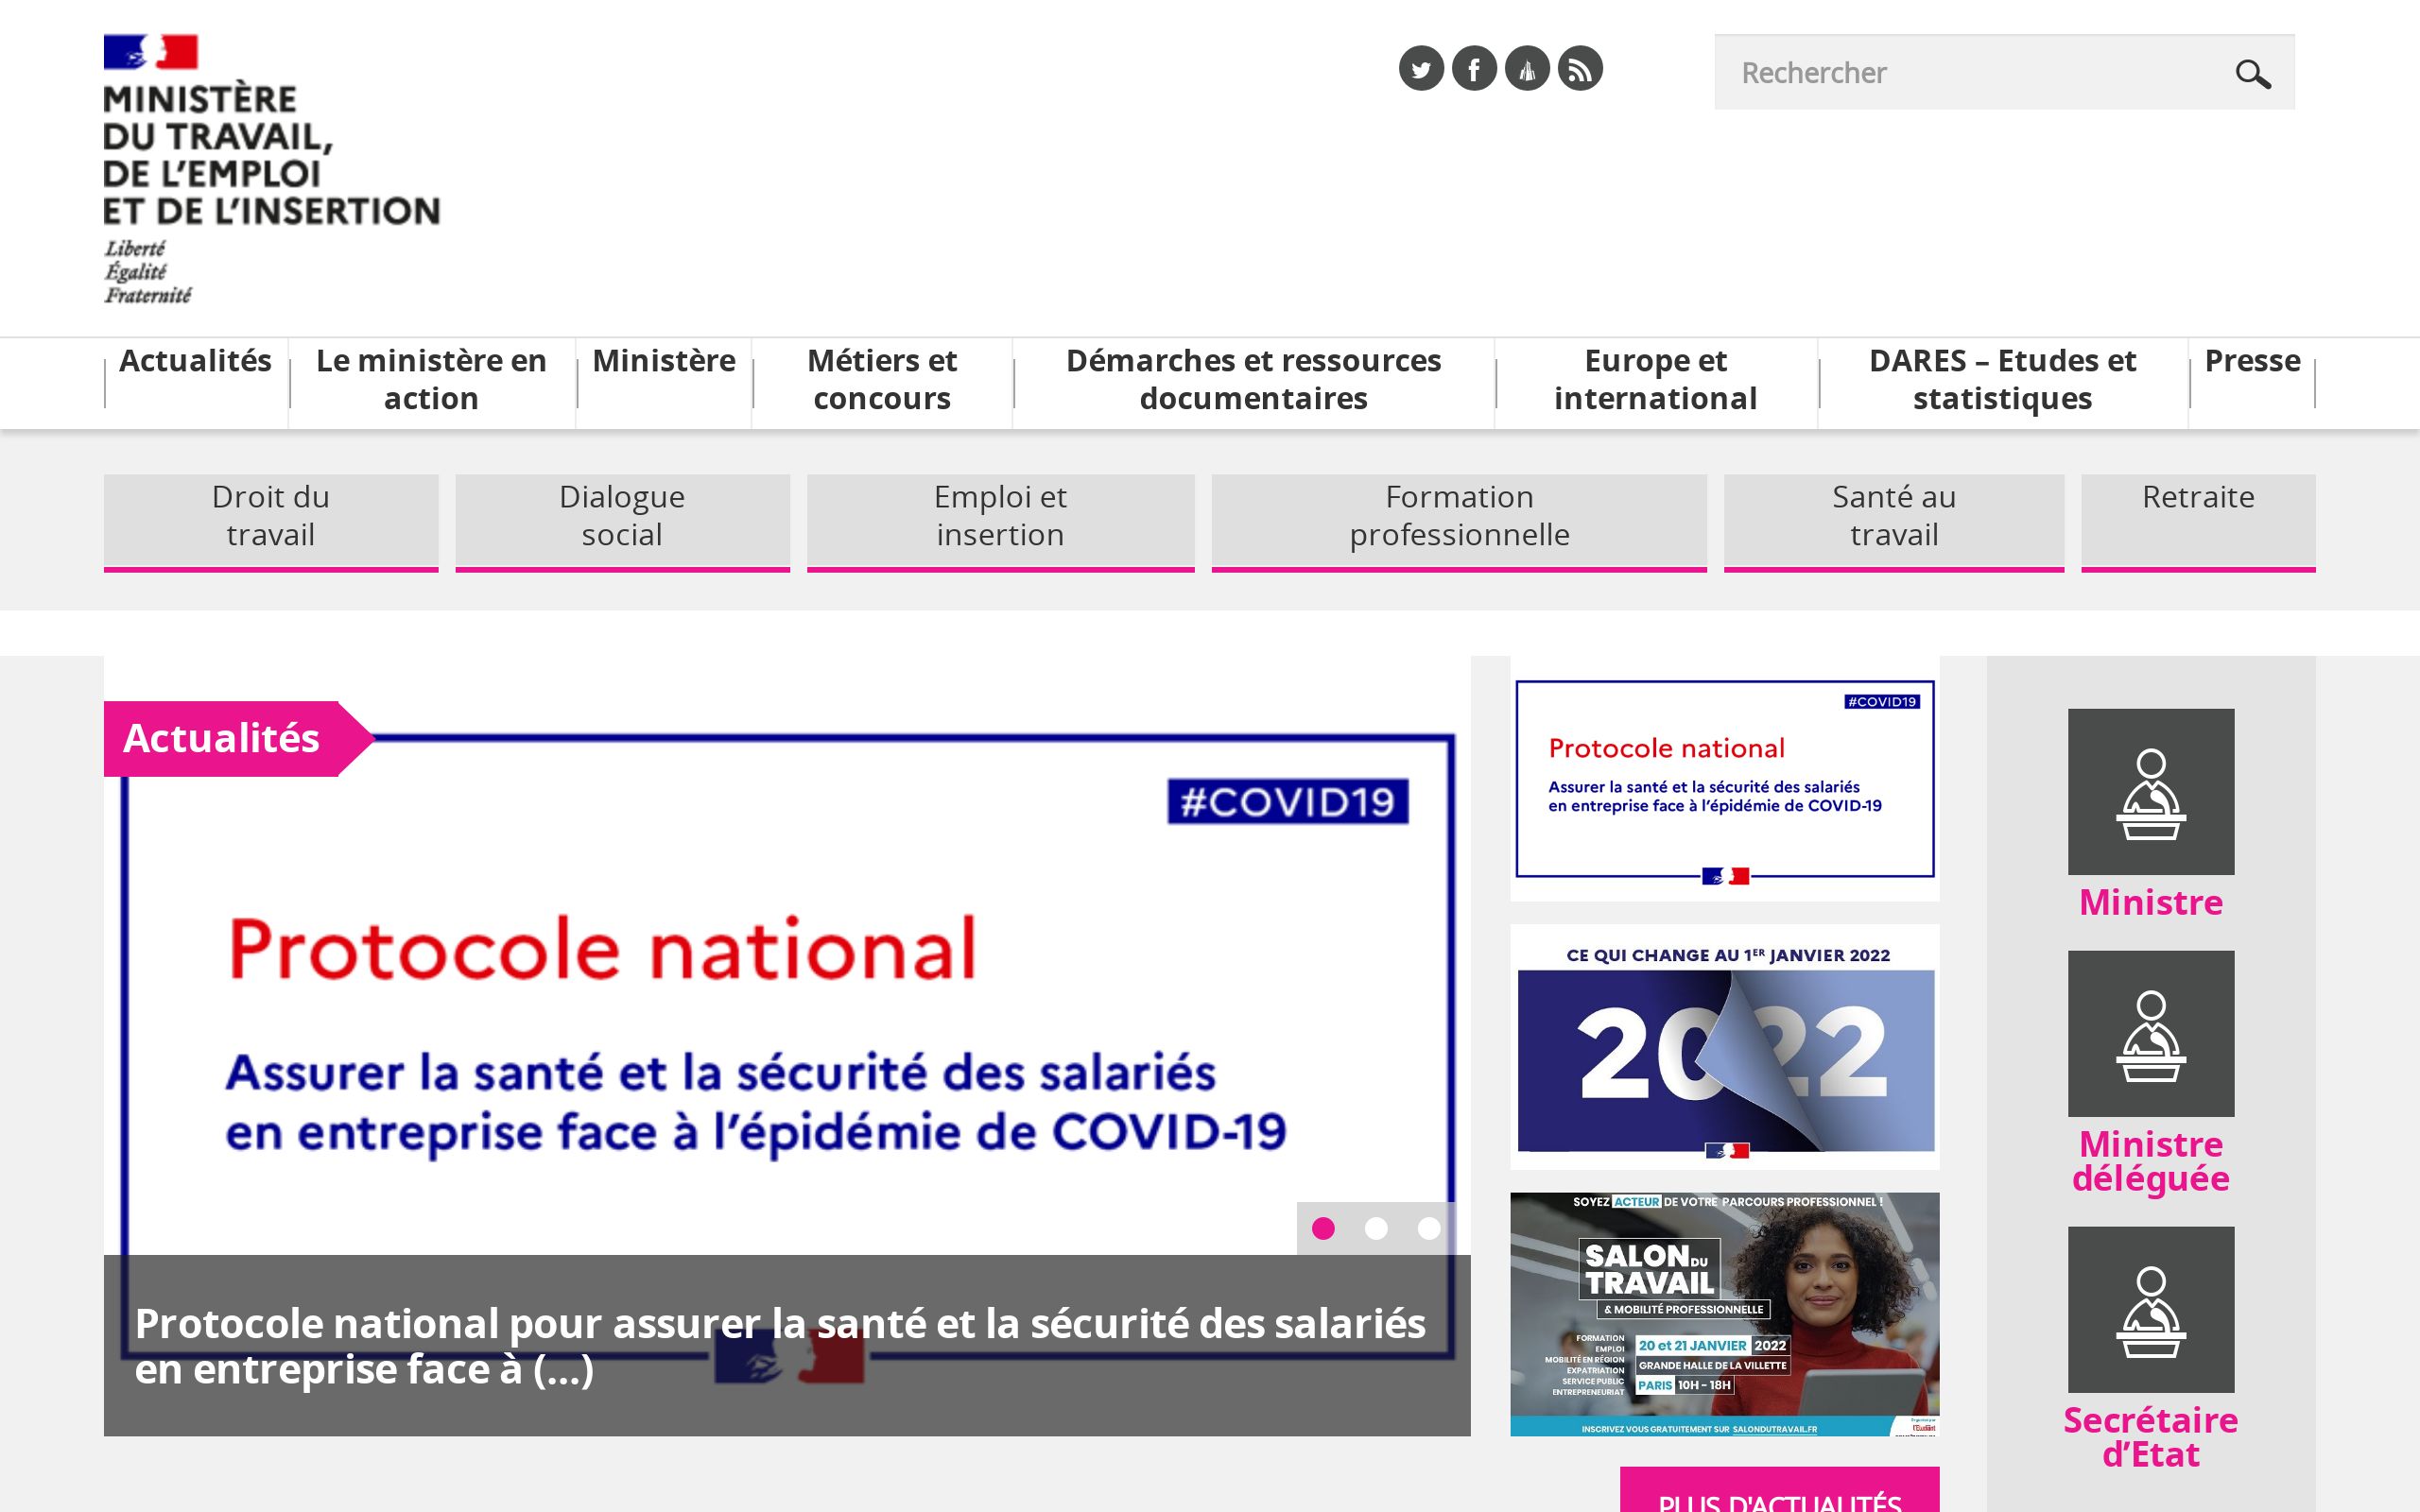 MINISTÈRE
DU TRAVAIL,
DE L'EMPLOI
ET DE L'INSERTION
Liberté
Égalité
Fraternité
Rechercher
Actualités
Le ministère en
action
Ministère
Métiers et
concours
Démarches et ressources
documentaires
Europe et
international
DARES – Etudes et
statistiques
Presse
Droit du
travail
Dialogue
social
Emploi et
insertion
Formation
professionnelle
Santé au
travail
Retraite
Actualités
#COVID19
Protocole national
Assurer la santé et la sécurité des salariés
en entreprise face à l'épidémie de COVID-19
Protocole national pour assurer la santé et la sécurité des salariés
en entreprise face à (...)
#COVID19
Protocole national
Assurer la santé et la sécurité des salariés
en entreprise face à l'épidémie de COVID-19
CE QUI CHANGE AU 1ER JANVIER 2022
2022
SOYEZ ACTEUR DE VOTRE PARCOURS PROFESSIONNEL !
SALON DU
TRAVAIL
& MOBILITÉ PROFESSIONNELLE
FORMATION
EMPLOI
MOBILITÉ EN RÉGION
EXPATRIATION
SERVICE PUBLIC
ENTREPRENEURIAT
20 et 21 JANVIER 2022
GRANDE HALLE DE LA VILLETTE
PARIS 10H - 18H
INSCRIVEZ VOUS GRATUITEMENT SUR SALONDUTRAVAIL.FR
l'Etudiant
PLUS D'ACTUALITÉS
Ministre
Ministre
déléguée
Secrétaire
d'Etat